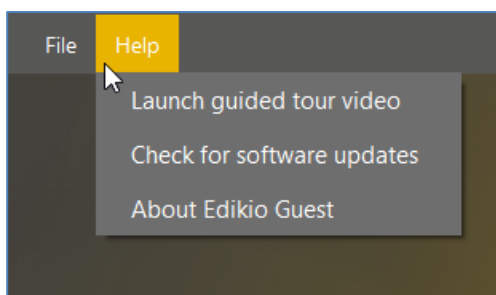 File Help
Launch guided tour video
Check for software updates
About Edikio Guest